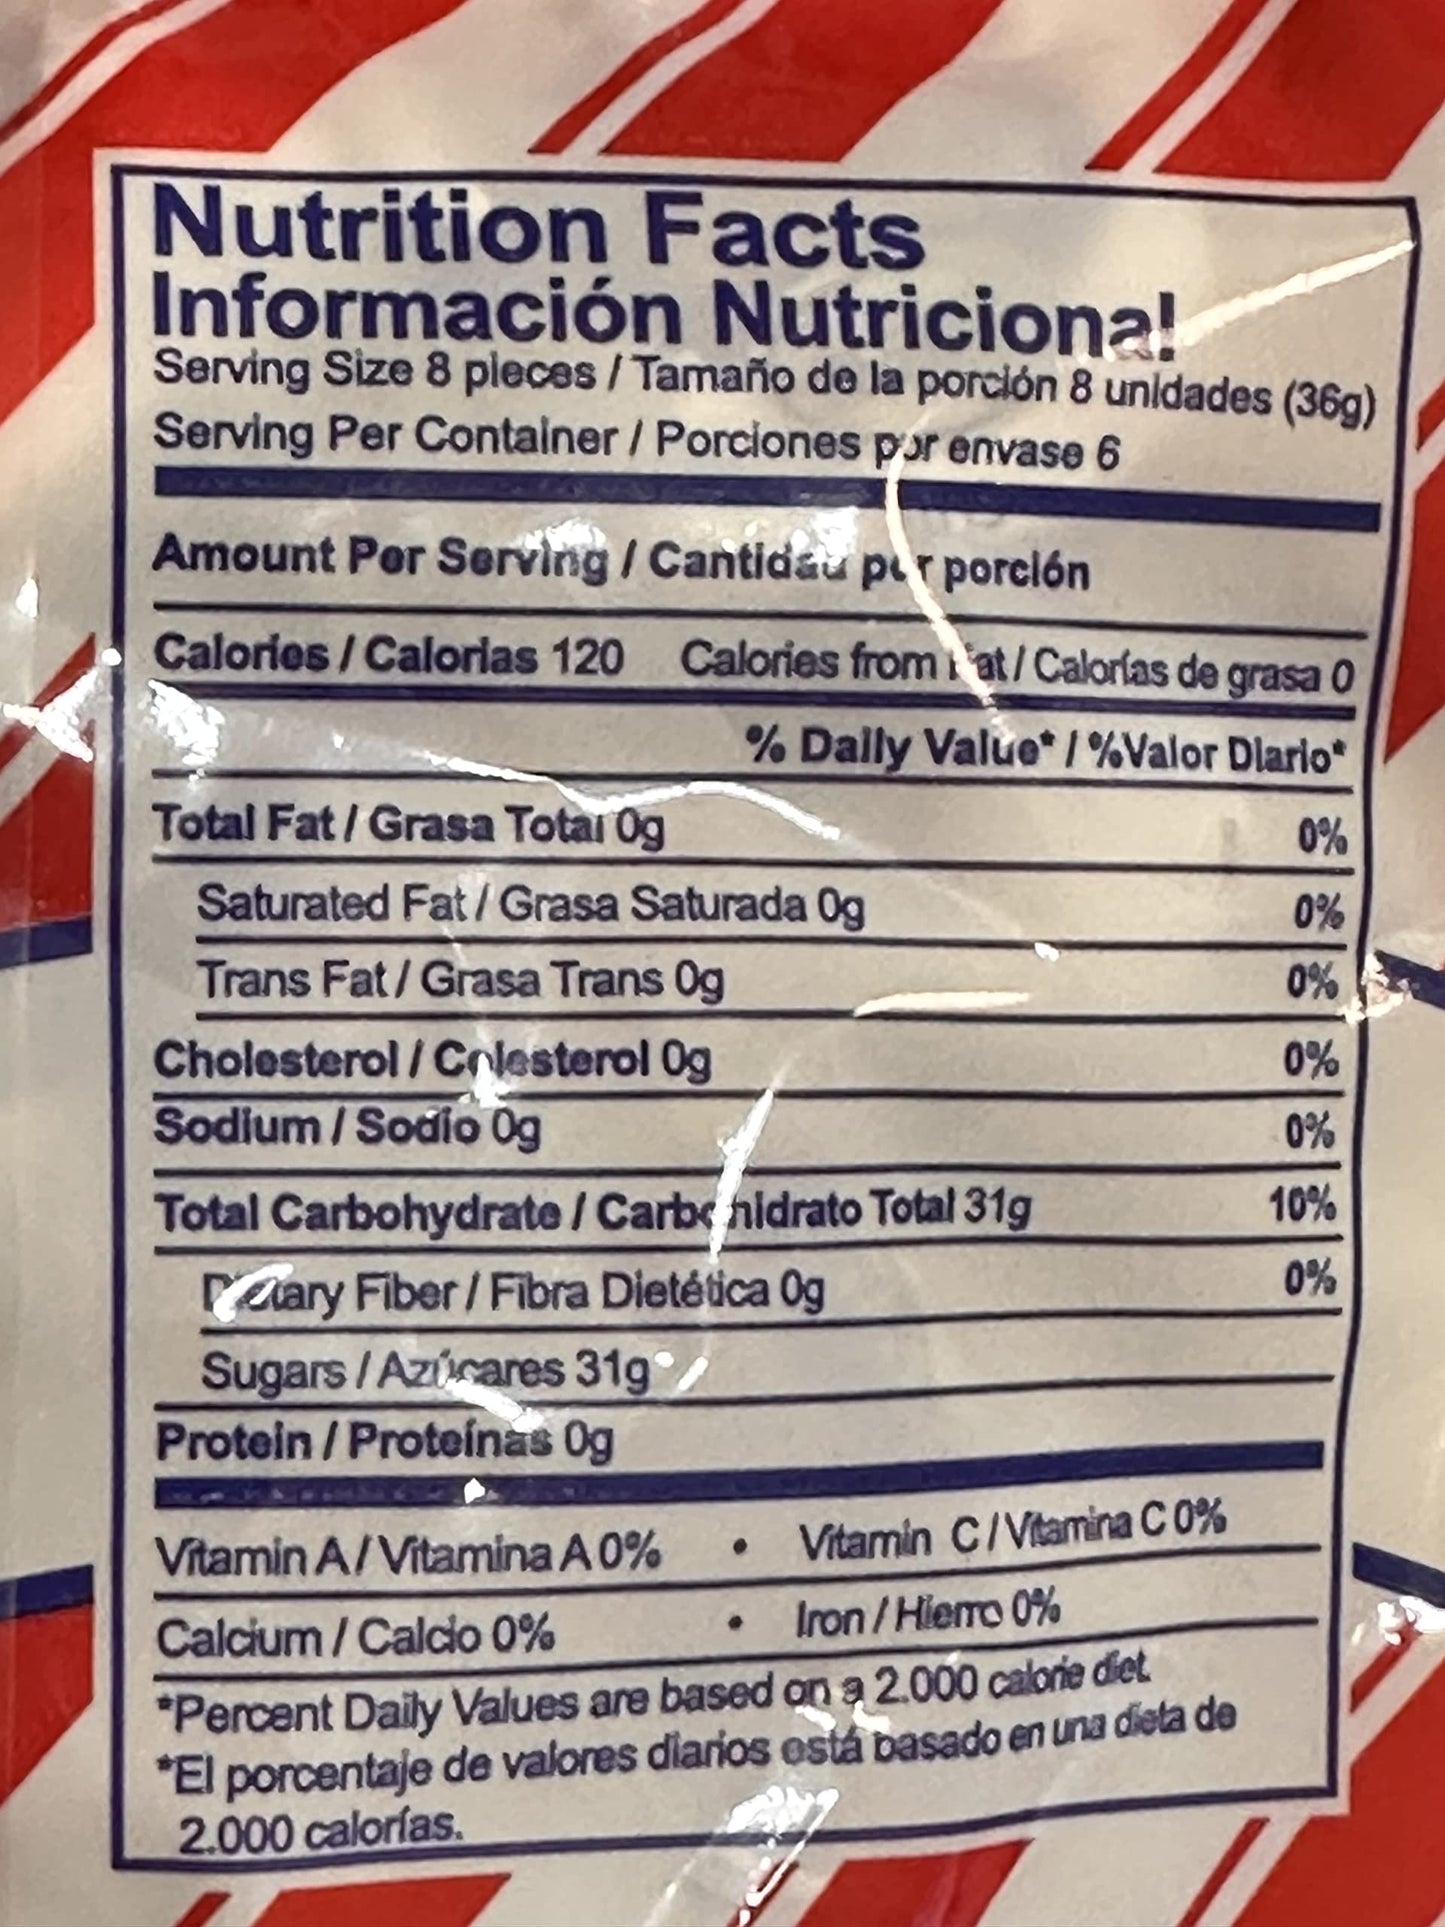 Nutrition Facts
Información Nutricional
Serving Size 8 pieces / Tamaño de la porción 8 unidades (36g)
Serving Per Container / Porciones por envase 6
Amount Per Serving / Cantidad por porción
Calories / Calorías 120 Calories from Fat / Calorías de grasa 0
% Daily Value* / %Valor Diario*
Total Fat / Grasa Total 0g 0%
Saturated Fat / Grasa Saturada 0g 0%
Trans Fat / Grasa Trans 0g 0%
Cholesterol / Colesterol 0g 0%
Sodium / Sodio 0g 0%
Total Carbohydrate / Carbohidrato Total 31g 10%
Dietary Fiber / Fibra Dietética 0g 0%
Sugars / Azúcares 31g
Protein / Proteínas 0g
Vitamin A / Vitamina A 0% • Vitamin C / Vitamina C 0%
Calcium / Calcio 0% • Iron / Hierro 0%
*Percent Daily Values are based on a 2.000 calorie diet.
*El porcentaje de valores diarios está basado en una dieta de
2.000 calorías.